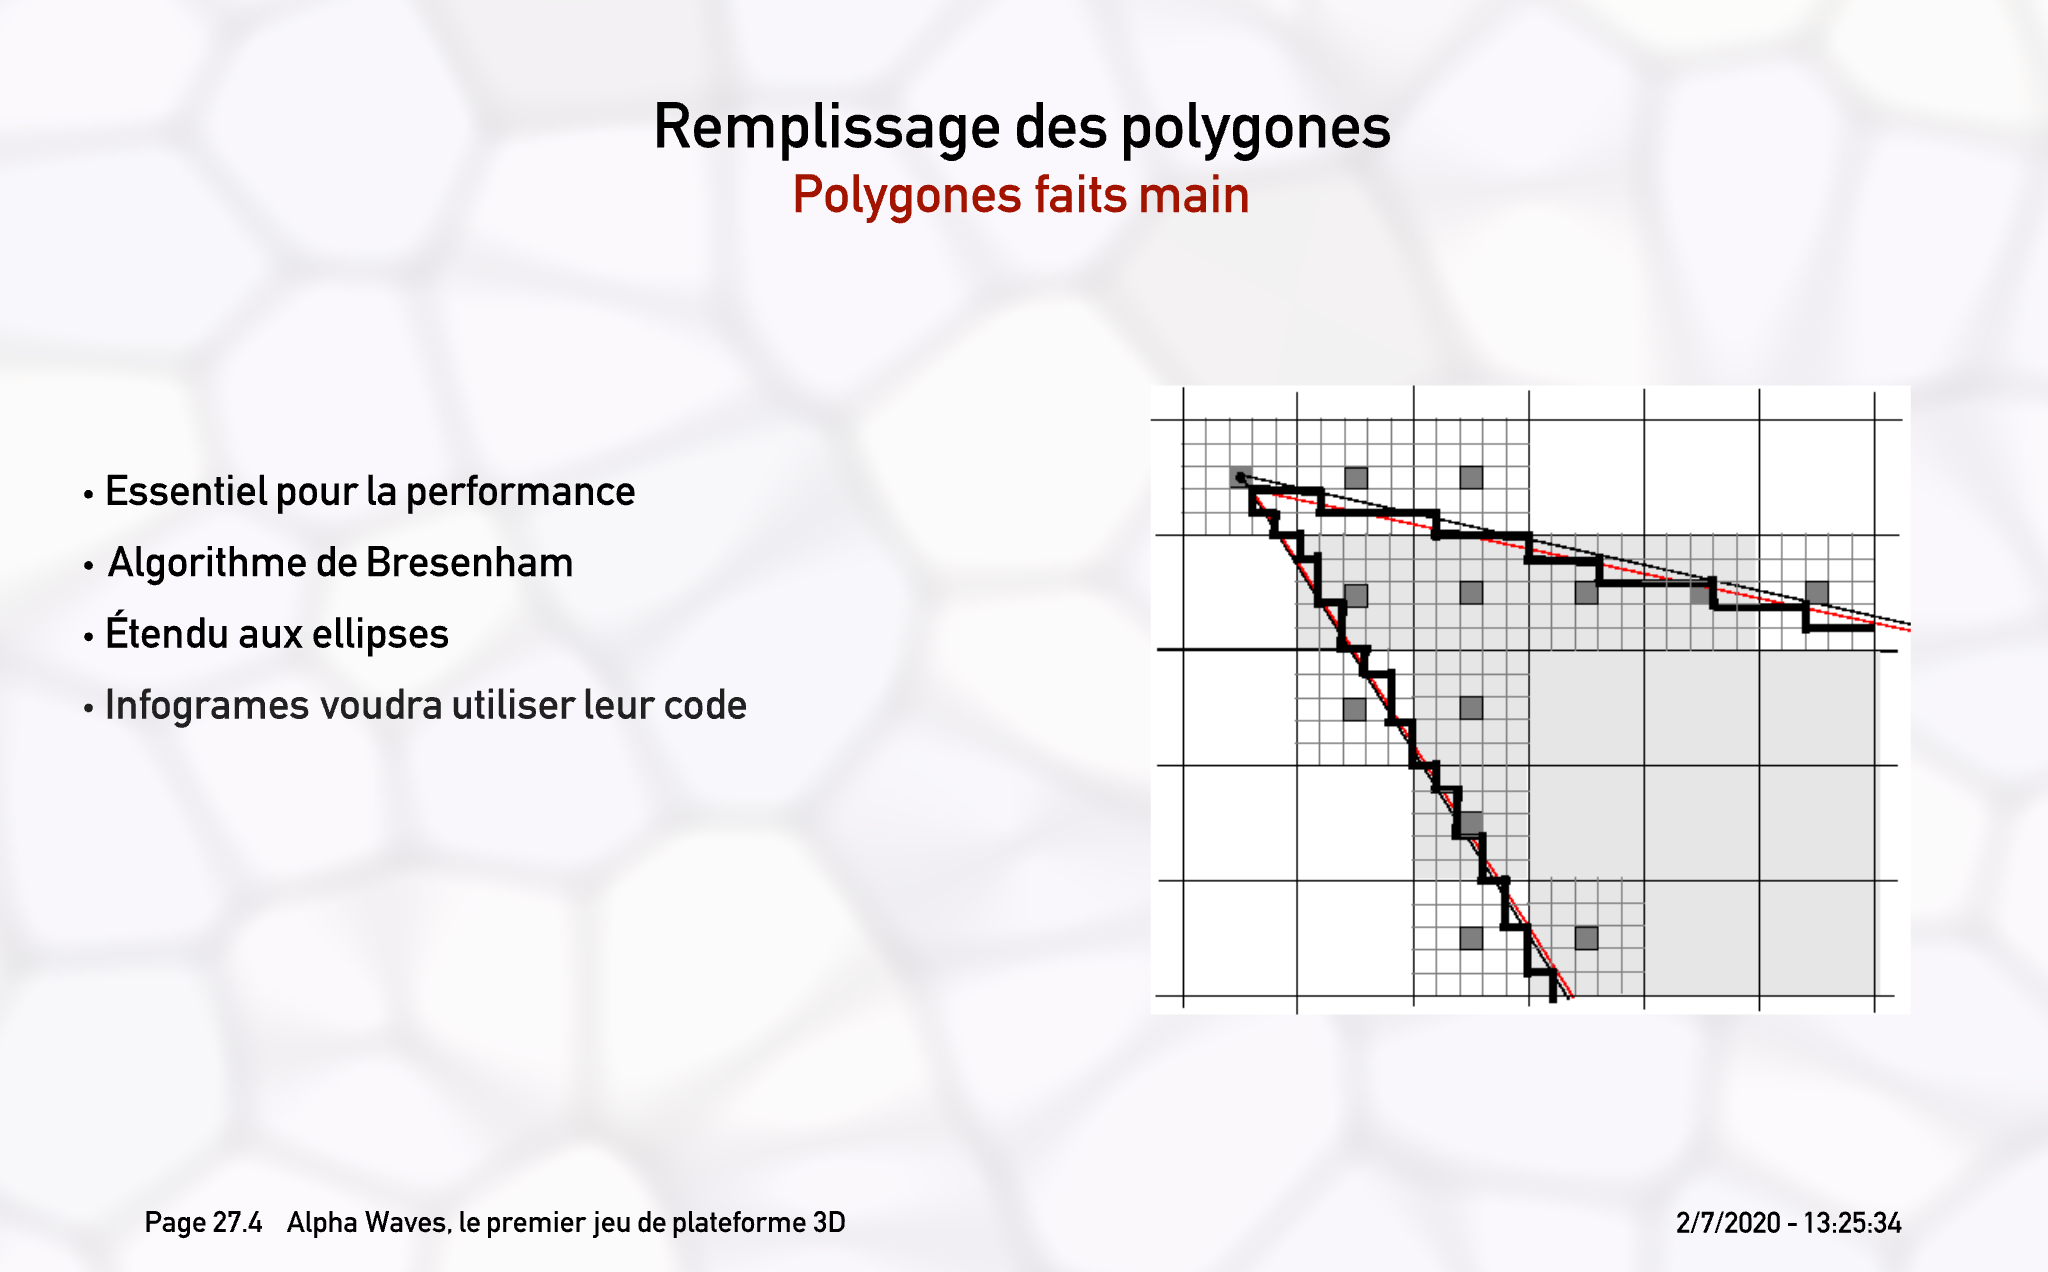 Remplissage des polygones
Polygones faits main
• Essentiel pour la performance
• Algorithme de Bresenham
• Étendu aux ellipses
• Infogrames voudra utiliser leur code
Page 27.4 Alpha Waves, le premier jeu de plateforme 3D
2/7/2020 - 13:25:34